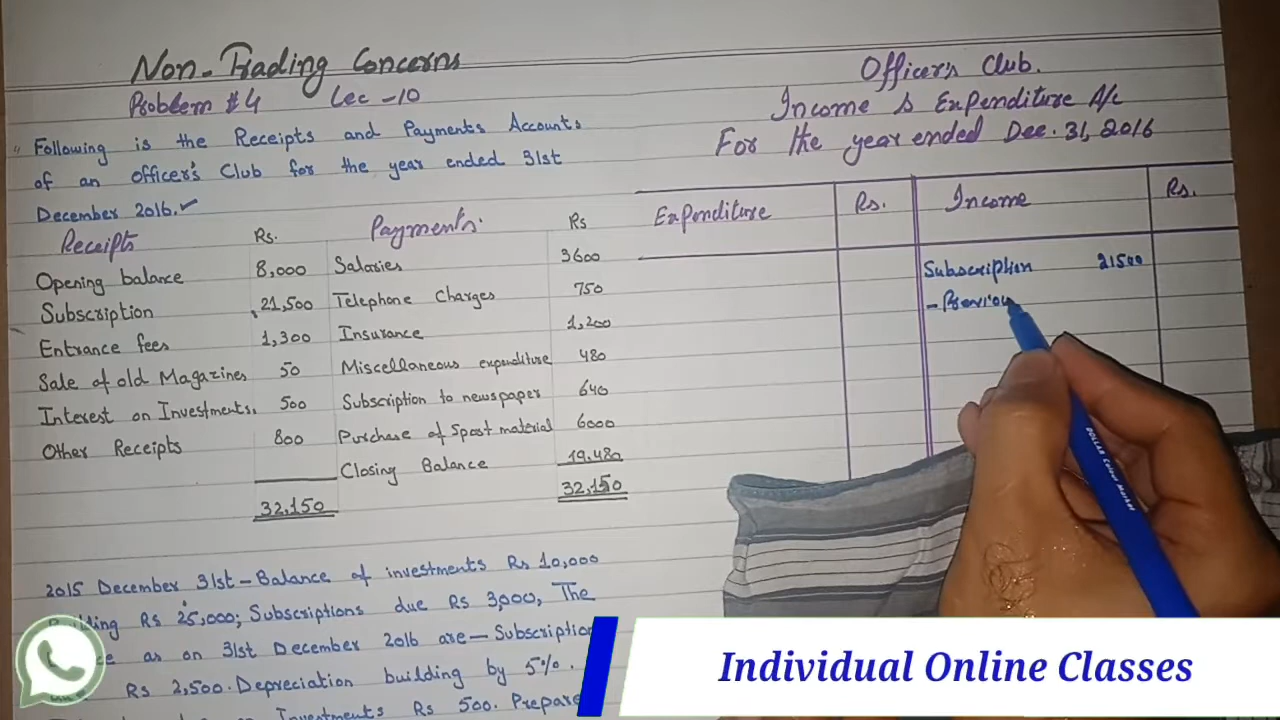 Non-Trading Concerns
Problem #4 Lec-10
Following is the Receipts and Payments Accounts
of an officer's Club for the year ended 31st
December 2016.
Receipts Rs. Payments Rs
Opening balance 8,000 Salaries 3600
Subscription 21,500 Telephone Charges 750
Entrance fees 1,300 Insurance 1,200
Sale of old Magazines 50 Miscellaneous expenditure 480
Interest on Investments. 500 Subscription to newspaper 640
Other Receipts 800 Purchase of Sport material 6000
Closing Balance 19,480
32,150 32,150
2015 December 31st - Balance of investments Rs 10,000
Rs 25,000; Subscriptions due Rs 3,000, The
as on 31st December 2016 are - Subscription
Rs 2,500. Depreciation building by 5%.
Investments Rs 500. Prepare
Officer's Club.
Income & Expenditure A/c
For the year ended Dec. 31, 2016
Expenditure Rs. Income Rs.
Subscription 21500
- Previou
DOLLAR Colour Marker
Individual Online Classes